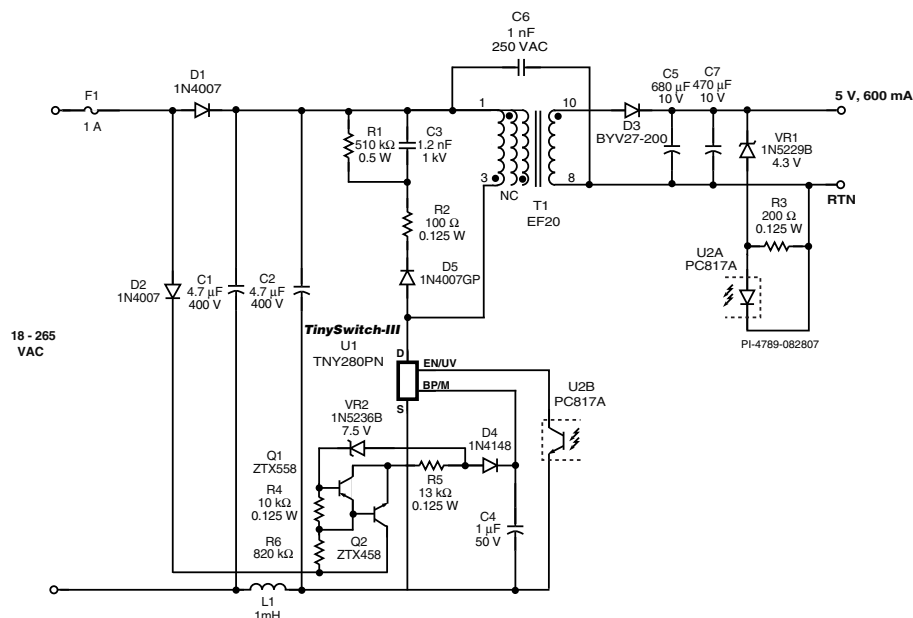 C6
1 nF
250 VAC
F1
1 A
D1
1N4007
R1
510 kΩ
0.5 W
C3
1.2 nF
1 kV
1
3
NC
10
8
T1
EF20
D3
BYV27-200
C5
680 µF
10 V
C7
470 µF
10 V
5 V, 600 mA
VR1
1N5229B
4.3 V
RTN
R2
100 Ω
0.125 W
R3
200 Ω
0.125 W
D5
1N4007GP
U2A
PC817A
D2
1N4007
C1
4.7 µF
400 V
C2
4.7 µF
400 V
18 - 265
VAC
TinySwitch-III
U1
TNY280PN
D
S
EN/UV
BP/M
PI-4789-082807
U2B
PC817A
VR2
1N5236B
7.5 V
D4
1N4148
Q1
ZTX558
R4
10 kΩ
0.125 W
R5
13 kΩ
0.125 W
R6
820 kΩ
Q2
ZTX458
C4
1 µF
50 V
L1
1mH